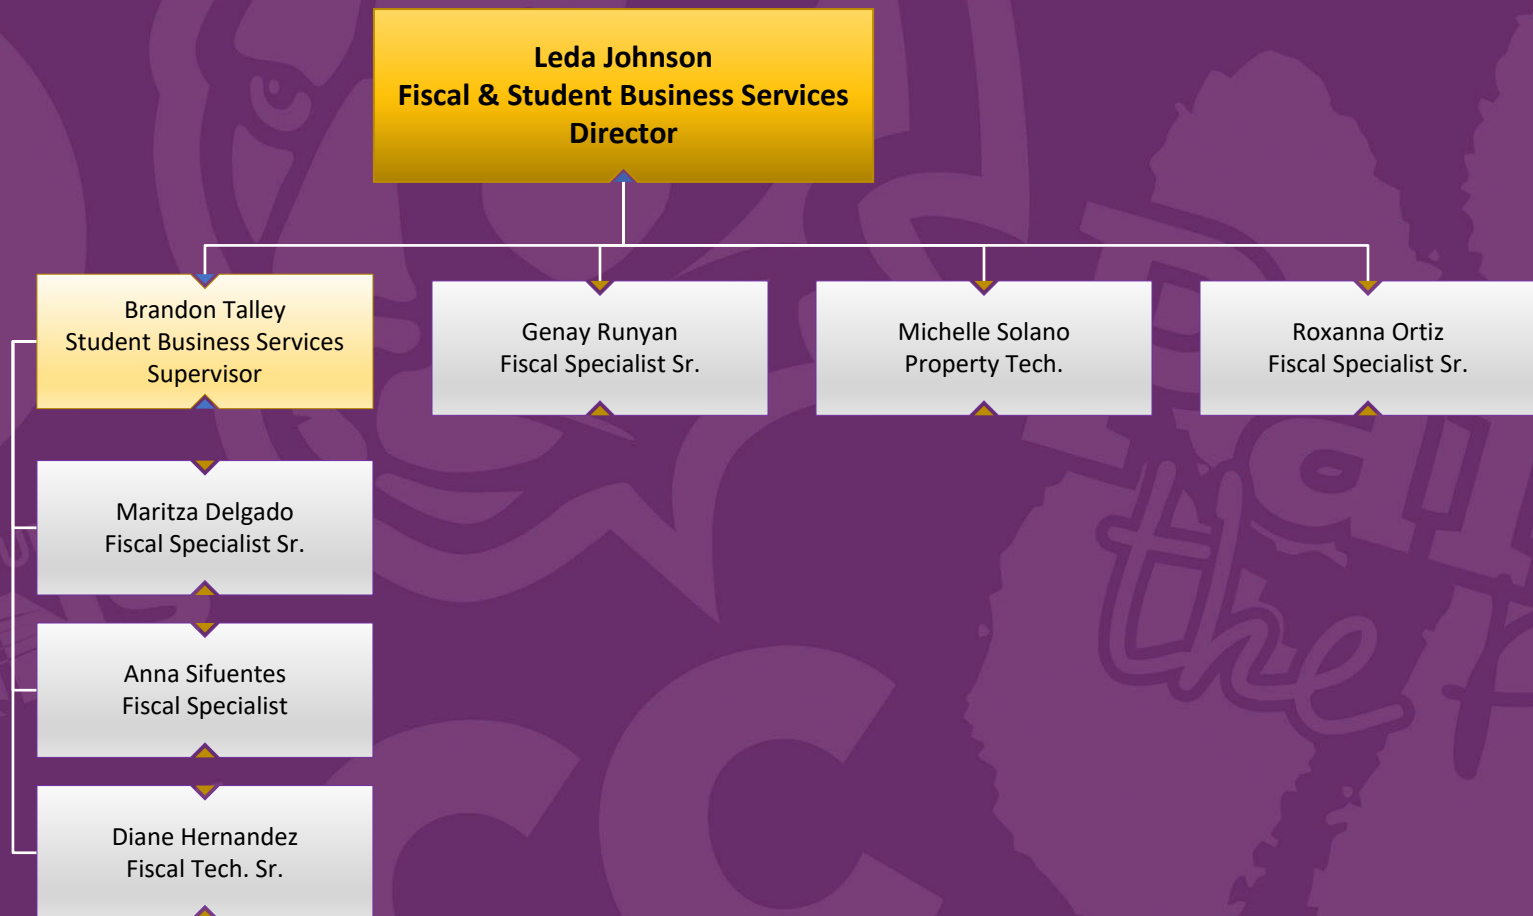 Leda Johnson
Fiscal & Student Business Services
Director
Brandon Talley
Student Business Services
Supervisor
Genay Runyan
Fiscal Specialist Sr.
Michelle Solano
Property Tech.
Roxanna Ortiz
Fiscal Specialist Sr.
Maritza Delgado
Fiscal Specialist Sr.
Anna Sifuentes
Fiscal Specialist
Diane Hernandez
Fiscal Tech. Sr.
the
CC